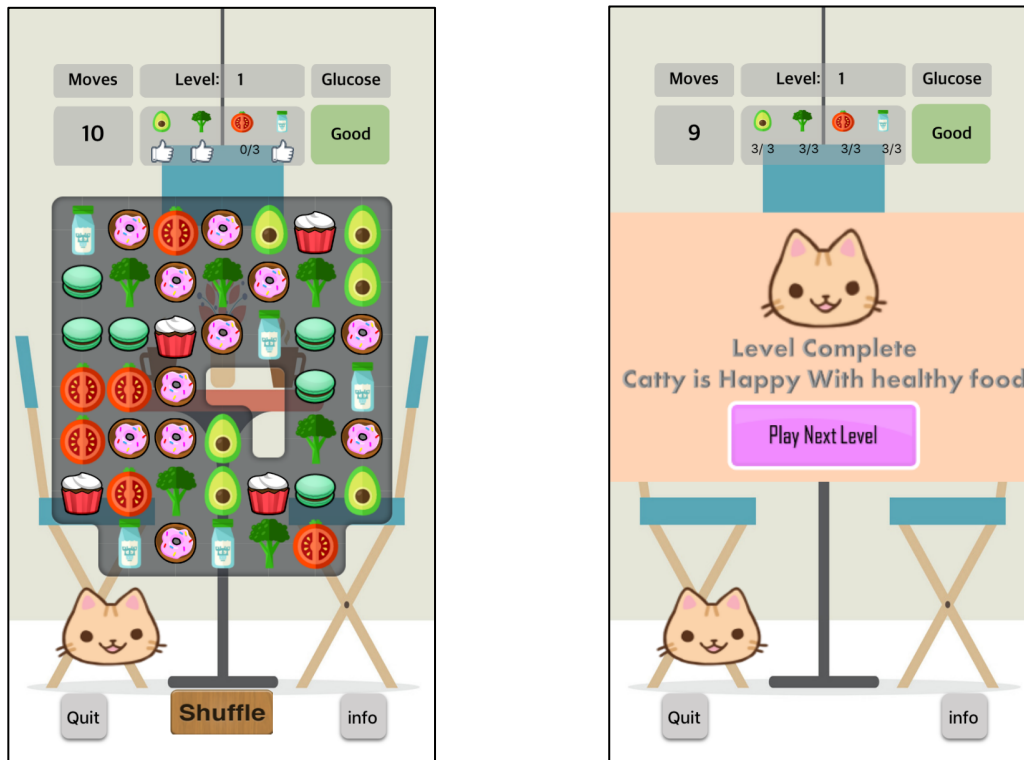 Moves
Level: 1
Glucose
10
0/3
Good
Shuffle
Quit
info
Moves
Level: 1
Glucose
9
3/ 3
3/3
3/3
3/3
Good
Level Complete
Catty is Happy With healthy food
Play Next Level
Quit
info